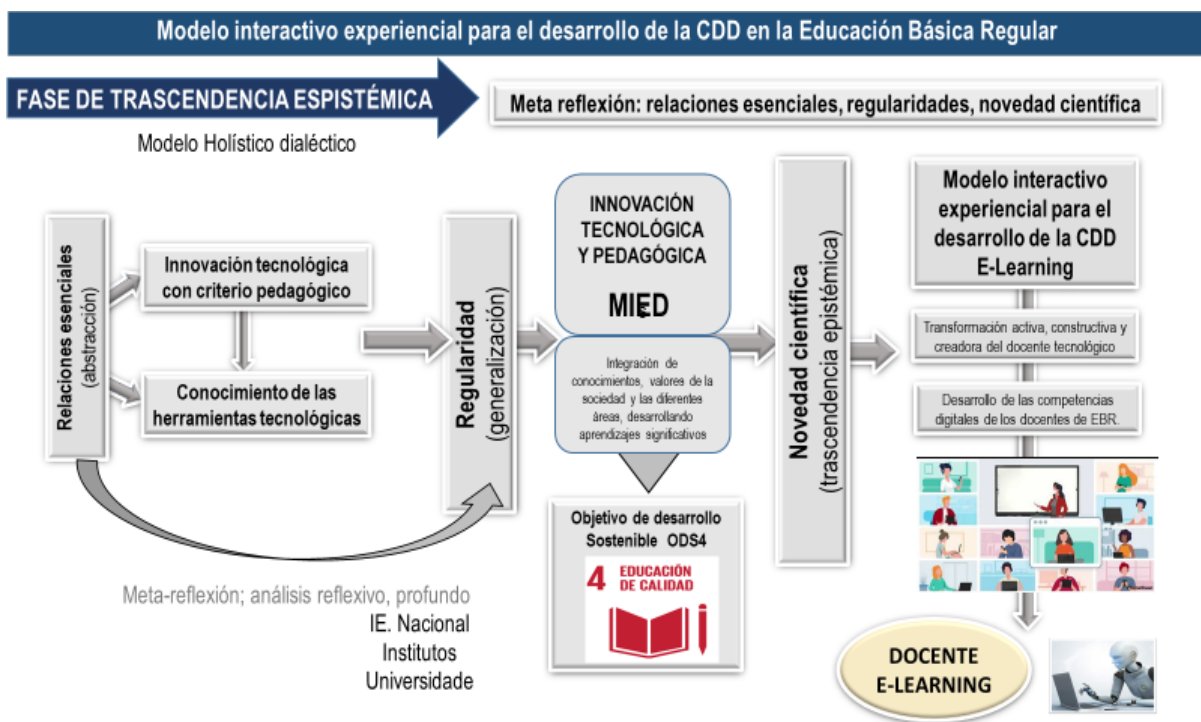 Modelo interactivo experiencial para el desarrollo de la CDD en la Educación Básica Regular
FASE DE TRASCENDENCIA ESPISTÉMICA
Meta reflexión: relaciones esenciales, regularidades, novedad científica
Modelo Holístico dialéctico
Relaciones esenciales
(abstracción)
Innovación tecnológica
con criterio pedagógico
Conocimiento de las
herramientas tecnológicas
Regularidad
(generalización)
INNOVACIÓN
TECNOLÓGICA
Y PEDAGÓGICA
MIED
Integración de
conocimientos, valores de la
sociedad y las diferentes
áreas, desarrollando
aprendizajes significativos
Objetivo de desarrollo
Sostenible ODS4
4 EDUCACIÓN
DE CALIDAD
Novedad científica
(trascendencia epistémica)
Modelo interactivo
experiencial para el
desarrollo de la CDD
E-Learning
Transformación activa, constructiva y
creadora del docente tecnológico
Desarrollo de las competencias
digitales de los docentes de EBR.
DOCENTE
E-LEARNING
Meta-reflexión; análisis reflexivo, profundo
IE. Nacional
Institutos
Universidade